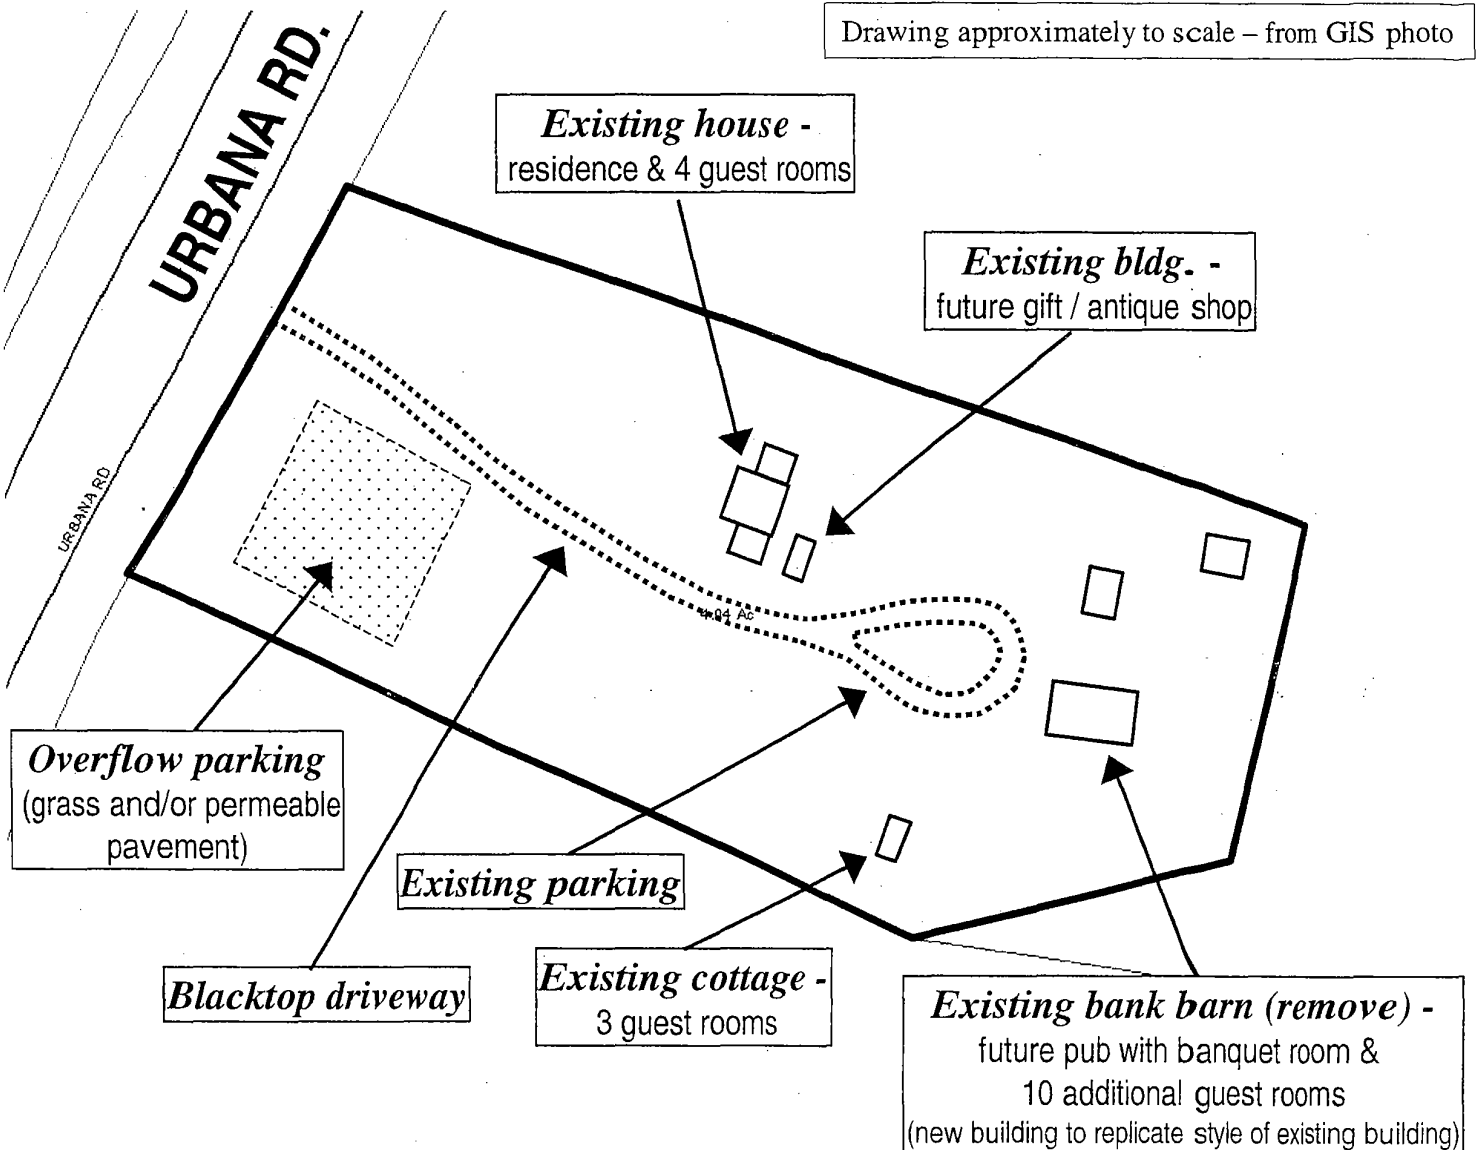 Drawing approximately to scale – from GIS photo
URBANA RD.
Existing house -
residence & 4 guest rooms
Existing bldg. -
future gift / antique shop
URBANA RD
4.04 Ac
Overflow parking
(grass and/or permeable
pavement)
Existing parking
Blacktop driveway
Existing cottage -
3 guest rooms
Existing bank barn (remove) -
future pub with banquet room &
10 additional guest rooms
(new building to replicate style of existing building)